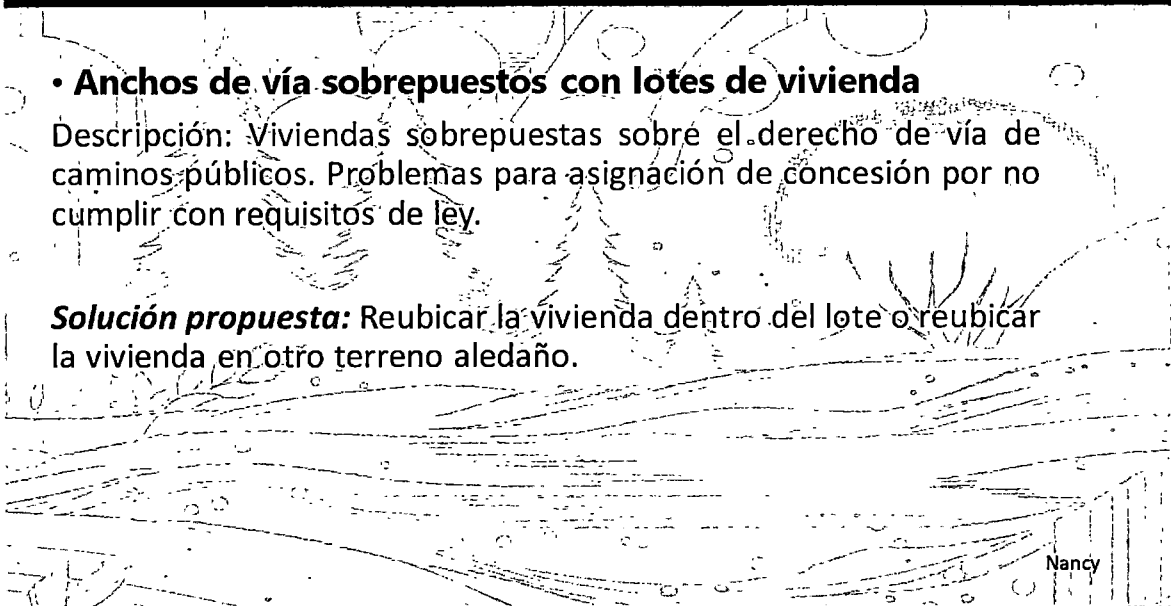 • Anchos de vía sobrepuestos con lotes de vivienda
Descripción: Viviendas sobrepuestas sobre el derecho de vía de
caminos públicos. Problemas para asignación de concesión por no
cumplir con requisitos de ley.
Solución propuesta: Reubicar la vivienda dentro del lote o reubicar
la vivienda en otro terreno aledaño.
Nancy